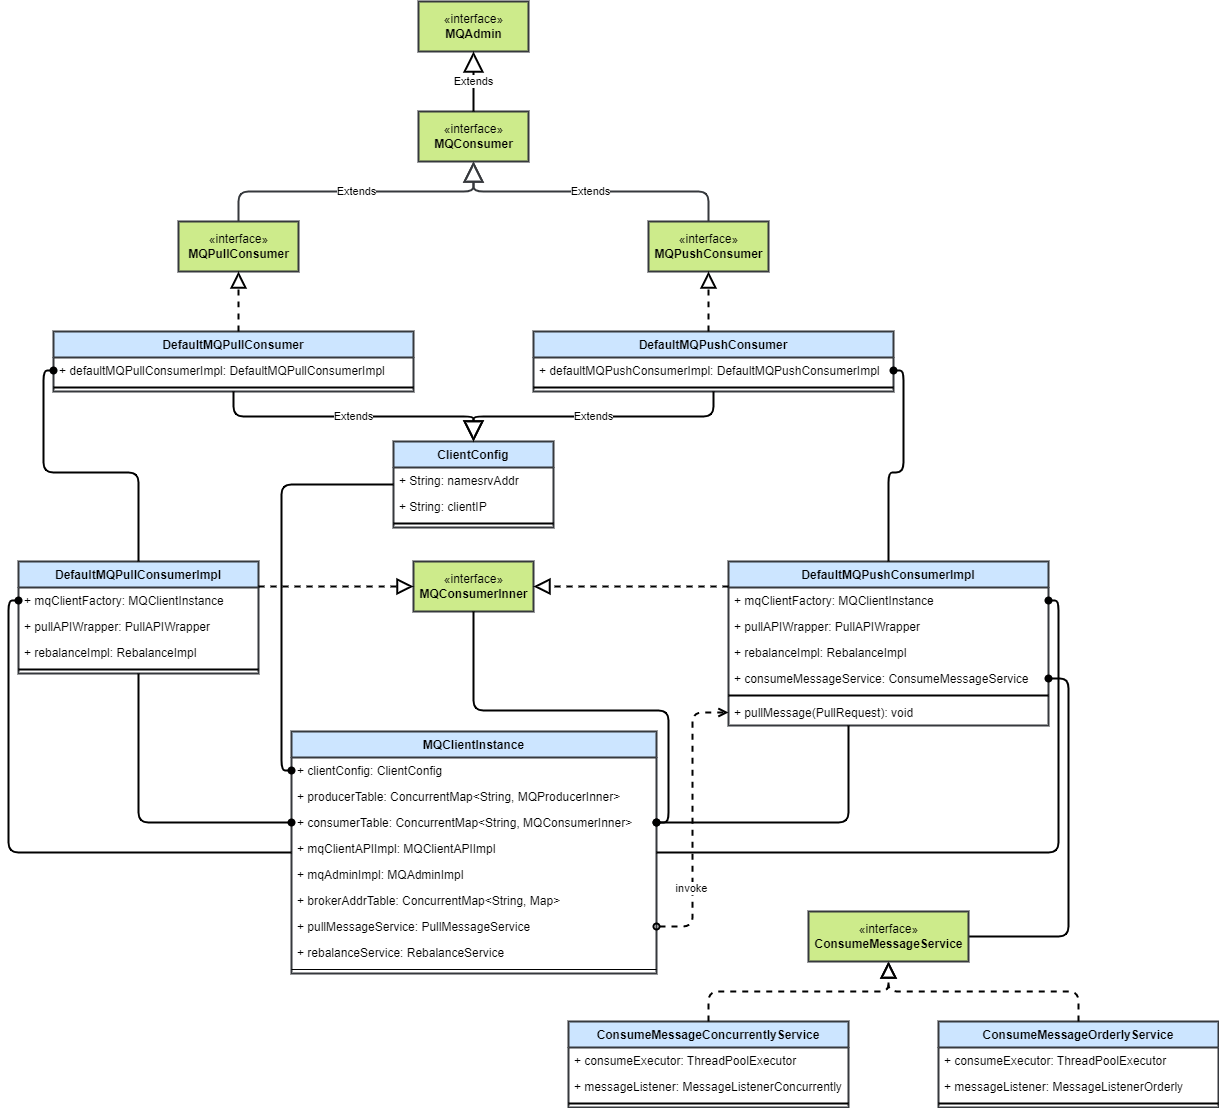 «interface»
MQAdmin
Extends
«interface»
MQConsumer
Extends
Extends
«interface»
MQPullConsumer
«interface»
MQPushConsumer
DefaultMQPullConsumer
+ defaultMQPullConsumerImpl: DefaultMQPullConsumerImpl
DefaultMQPushConsumer
+ defaultMQPushConsumerImpl: DefaultMQPushConsumerImpl
Extends
Extends
ClientConfig
+ String: namesrvAddr
+ String: clientIP
DefaultMQPullConsumerImpl
+ mqClientFactory: MQClientInstance
+ pullAPIWrapper: PullAPIWrapper
+ rebalanceImpl: RebalanceImpl
«interface»
MQConsumerInner
DefaultMQPushConsumerImpl
+ mqClientFactory: MQClientInstance
+ pullAPIWrapper: PullAPIWrapper
+ rebalanceImpl: RebalanceImpl
+ consumeMessageService: ConsumeMessageService
+ pullMessage(PullRequest): void
MQClientInstance
+ clientConfig: ClientConfig
+ producerTable: ConcurrentMap<String, MQProducerInner>
+ consumerTable: ConcurrentMap<String, MQConsumerInner>
+ mqClientAPIImpl: MQClientAPIImpl
+ mqAdminImpl: MQAdminImpl
+ brokerAddrTable: ConcurrentMap<String, Map>
+ pullMessageService: PullMessageService
+ rebalanceService: RebalanceService
invoke
«interface»
ConsumeMessageService
ConsumeMessageConcurrentlyService
+ consumeExecutor: ThreadPoolExecutor
+ messageListener: MessageListenerConcurrently
ConsumeMessageOrderlyService
+ consumeExecutor: ThreadPoolExecutor
+ messageListener: MessageListenerOrderly